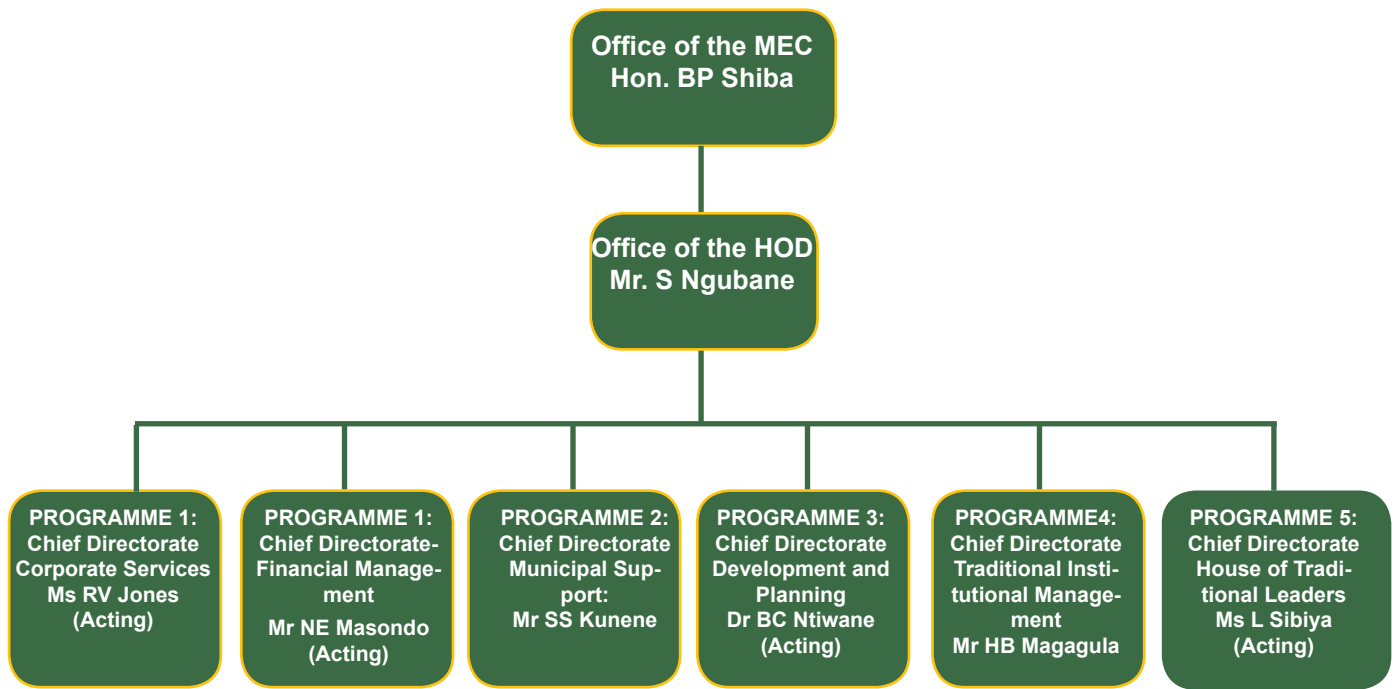 Office of the MEC
Hon. BP Shiba
Office of the HOD
Mr. S Ngubane
PROGRAMME 1:
Chief Directorate
Corporate Services
Ms RV Jones
(Acting)
PROGRAMME 1:
Chief Directorate-
Financial Manage-
ment
Mr NE Masondo
(Acting)
PROGRAMME 2:
Chief Directorate
Municipal Sup-
port:
Mr SS Kunene
PROGRAMME 3:
Chief Directorate
Development and
Planning
Dr BC Ntiwane
(Acting)
PROGRAMME4:
Chief Directorate
Traditional Insti-
tutional Manage-
ment
Mr HB Magagula
PROGRAMME 5:
Chief Directorate
House of Tradi-
tional Leaders
Ms L Sibiya
(Acting)